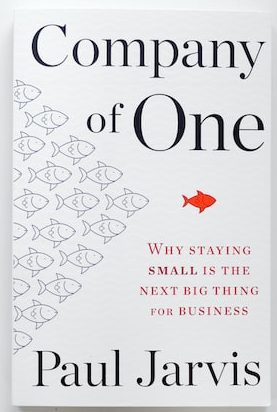 Company
of One
WHY STAYING
SMALL IS THE
NEXT BIG THING
FOR BUSINESS
Paul Jarvis